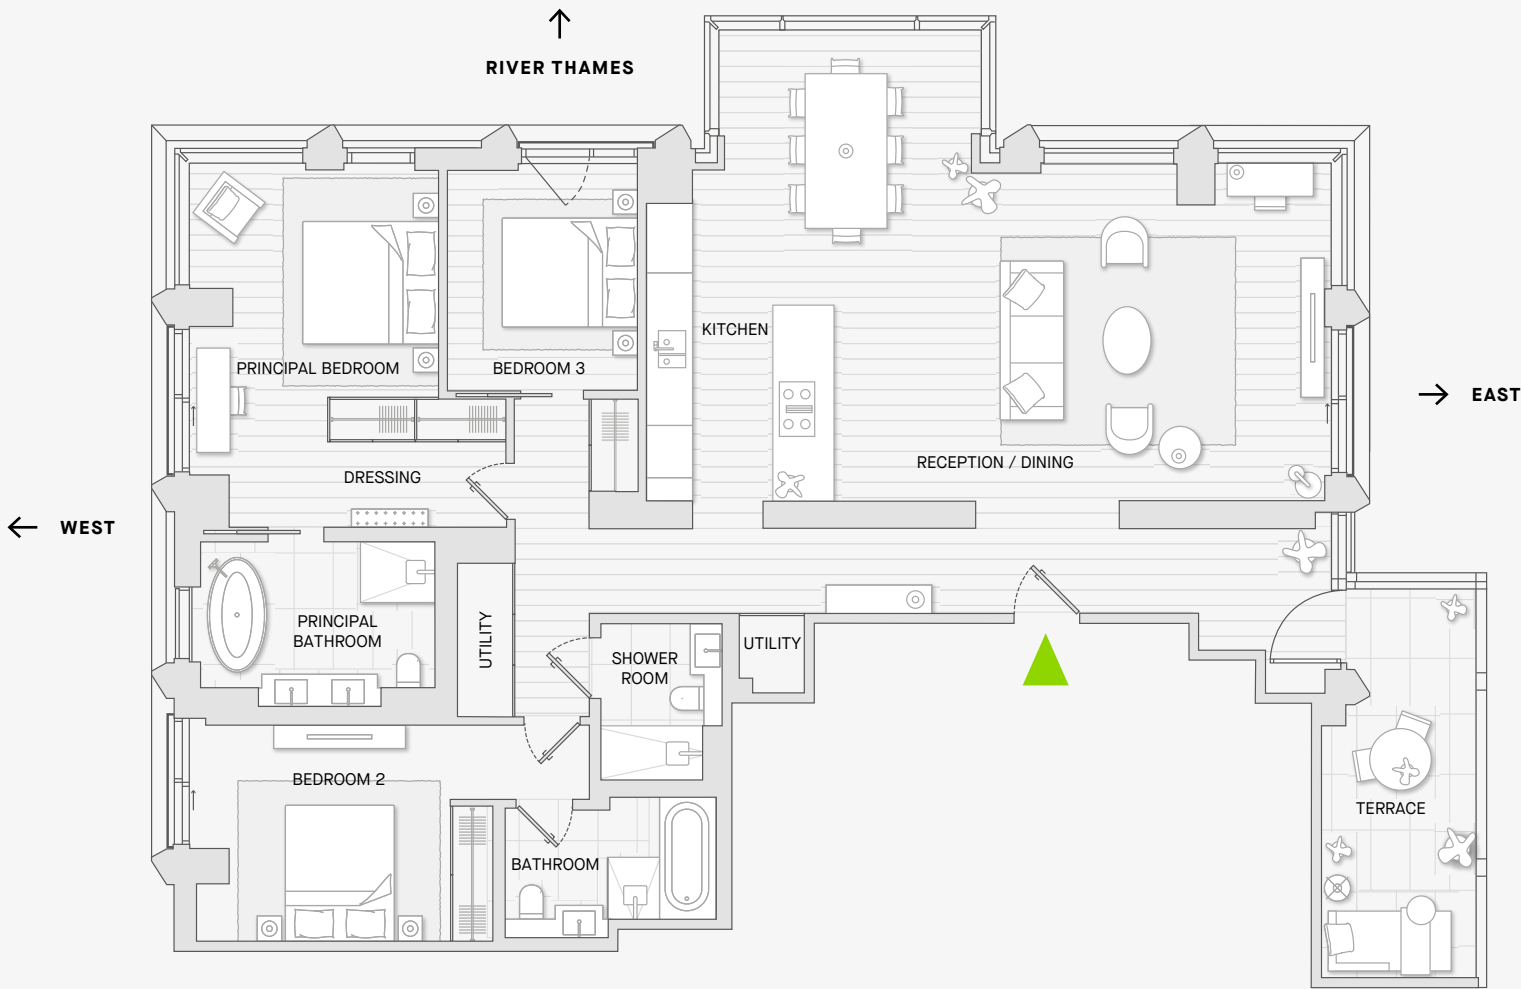 RIVER THAMES
KITCHEN
PRINCIPAL BEDROOM
BEDROOM 3
EAST
RECEPTION / DINING
DRESSING
WEST
PRINCIPAL
BATHROOM
UTILITY
SHOWER
ROOM
UTILITY
BEDROOM 2
TERRACE
BATHROOM